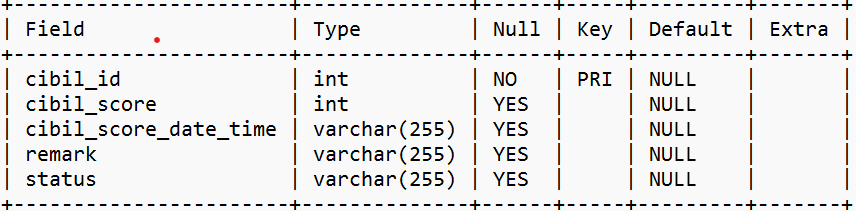 +-----------------------+--------------+------+-----+---------+-------+
| Field                 | Type         | Null | Key | Default | Extra |
+-----------------------+--------------+------+-----+---------+-------+
| cibil_id              | int          | NO   | PRI | NULL    |       |
| cibil_score           | int          | YES  |     | NULL    |       |
| cibil_score_date_time | varchar(255) | YES  |     | NULL    |       |
| remark                | varchar(255) | YES  |     | NULL    |       |
| status                | varchar(255) | YES  |     | NULL    |       |
+-----------------------+--------------+------+-----+---------+-------+